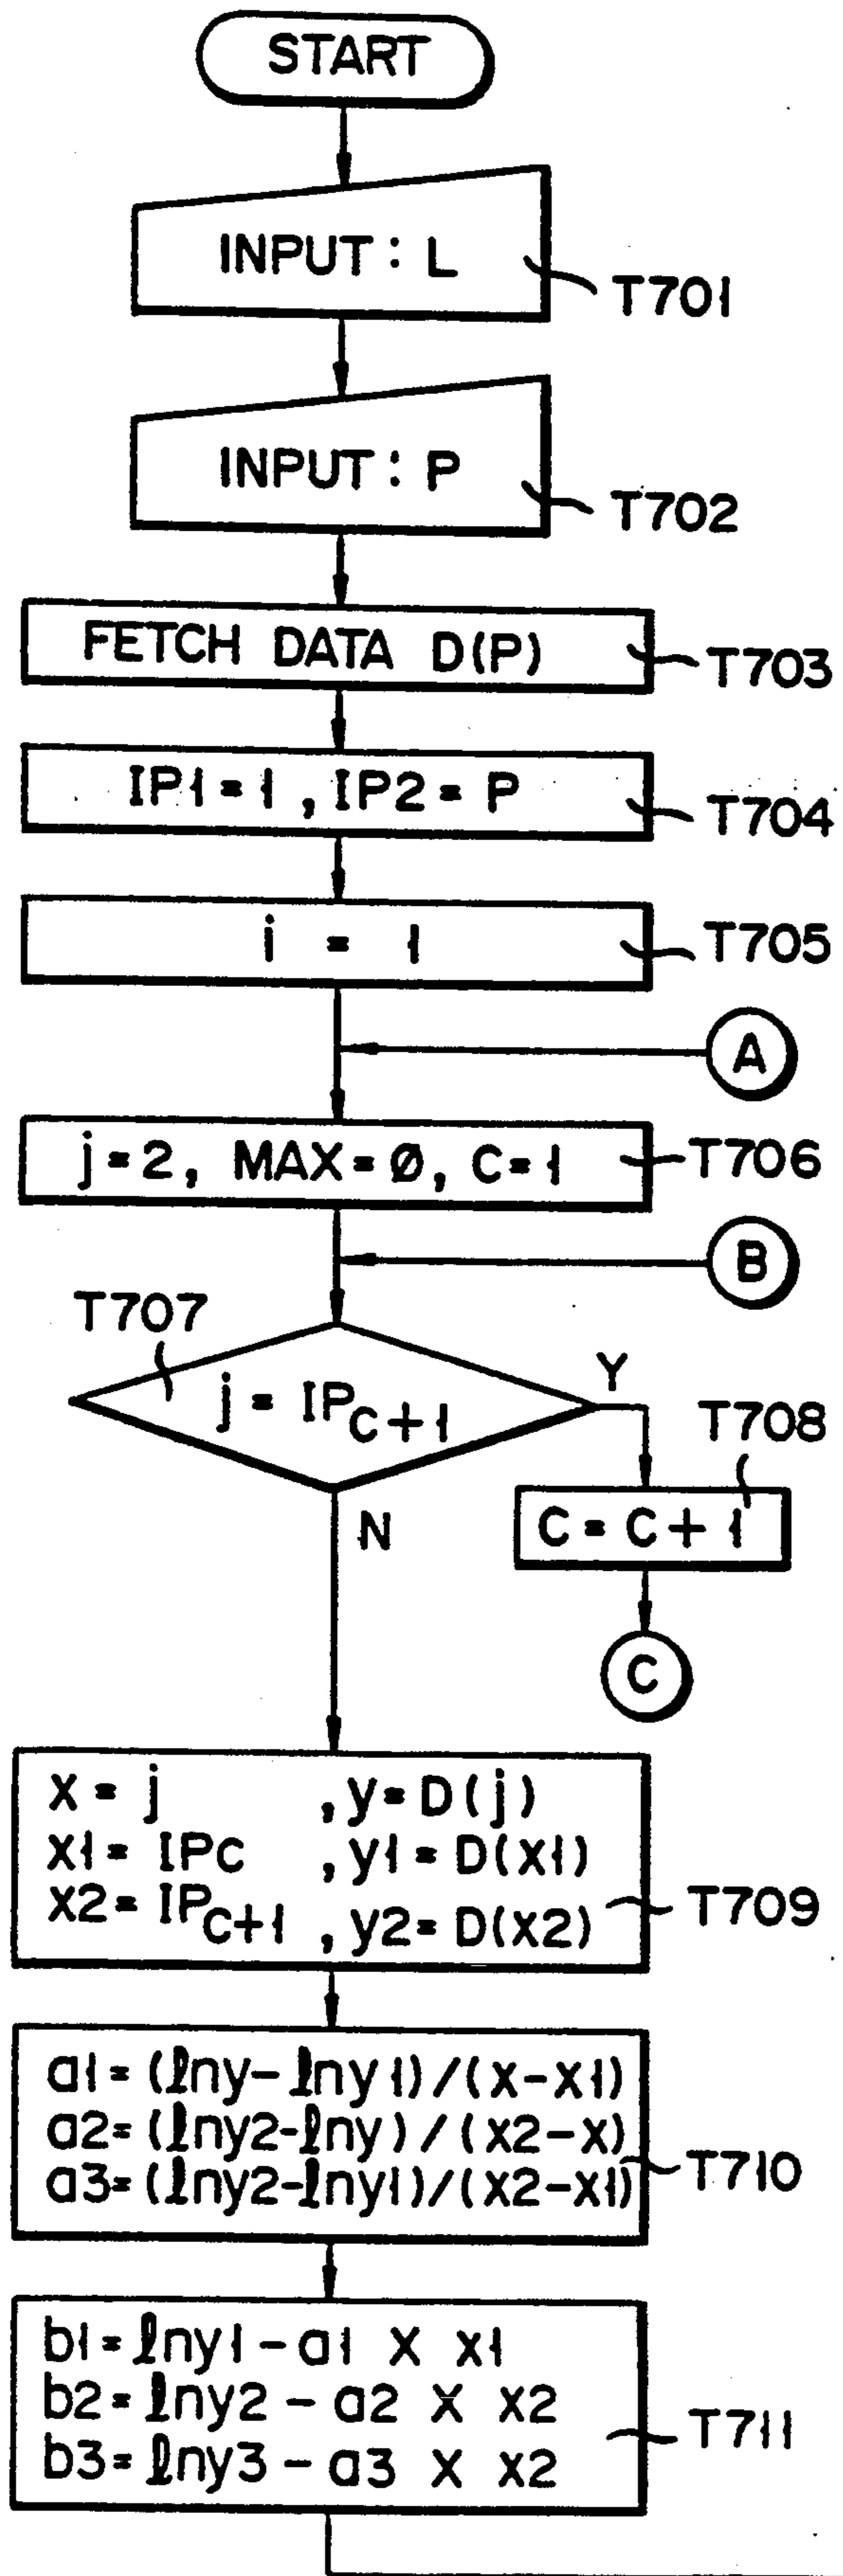 START
INPUT : L
T701
INPUT : P
T702
FETCH DATA D(P)
T703
IP1 = 1 , IP2 = P
T704
i = 1
T705
A
j=2, MAX=Ø, C=1
T706
B
T707
j = IPC+1
Y
T708
C = C + 1
N
C
x = j , y = D(j)
x1 = IPC , y1 = D(x1)
x2 = IPC+1 , y2 = D(x2)
T709
a1 = (lny - lny1)/(x-x1)
a2 = (lny2-lny)/(x2-x)
a3 = (lny2-lny1)/(x2-x1)
T710
b1 = lny1 - a1 X x1
b2 = lny2 - a2 X x2
b3 = lny3 - a3 X x2
T711